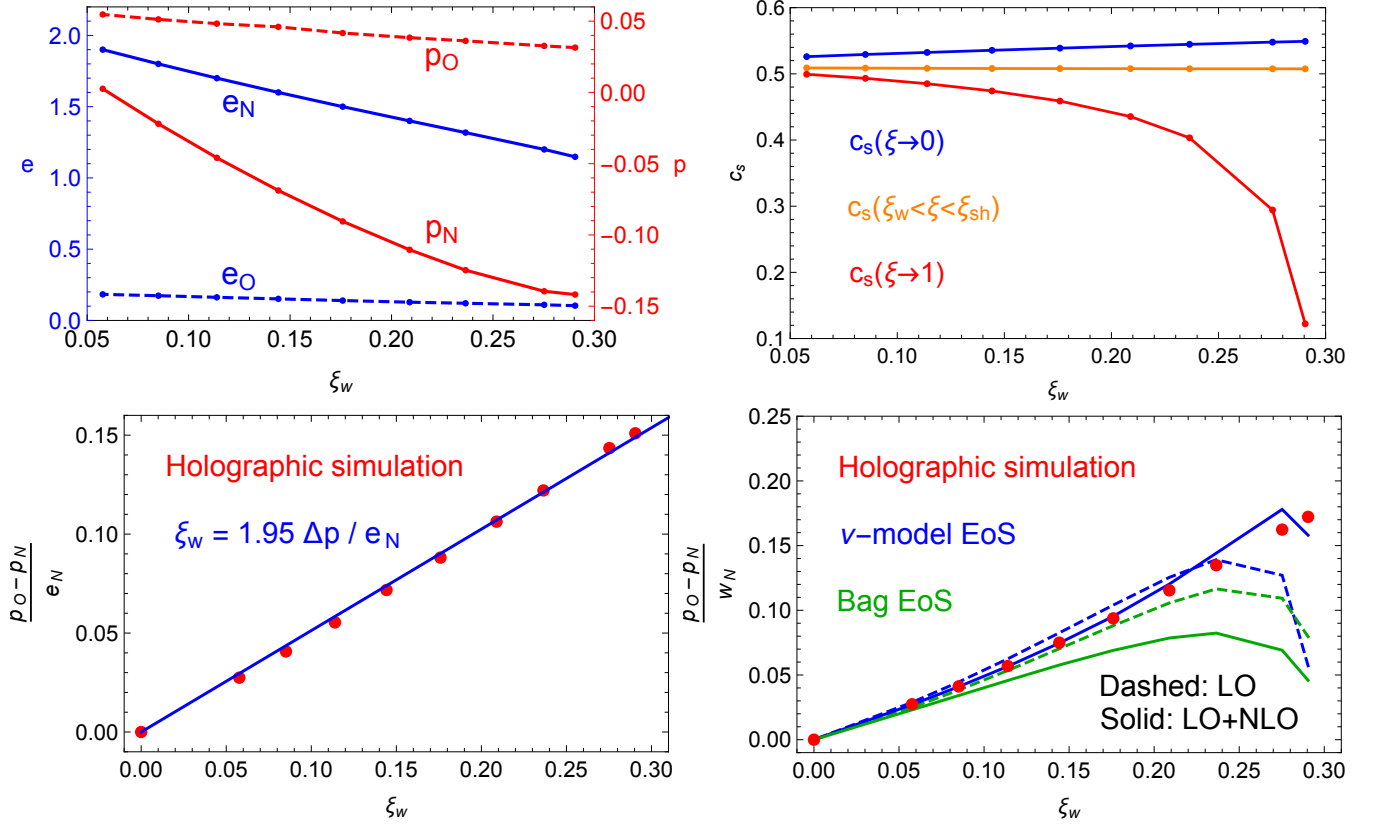 2.0
1.5
1.0
0.5
0.0
e
0.05
0.00
−0.05
−0.10
−0.15
p
p_O
e_N
p_N
e_O
0.05 0.10 0.15 0.20 0.25 0.30
ξ_w
0.6
0.5
0.4
0.3
0.2
0.1
c_s
c_s(ξ→0)
c_s(ξ_w<ξ<ξ_sh)
c_s(ξ→1)
0.05 0.10 0.15 0.20 0.25 0.30
ξ_w
0.15
0.10
0.05
0.00
p_O − p_N
e_N
Holographic simulation
ξ_w = 1.95 Δp / e_N
0.00 0.05 0.10 0.15 0.20 0.25 0.30
ξ_w
0.25
0.20
0.15
0.10
0.05
0.00
p_O − p_N
w_N
Holographic simulation
ν−model EoS
Bag EoS
Dashed: LO
Solid: LO+NLO
0.00 0.05 0.10 0.15 0.20 0.25 0.30
ξ_w